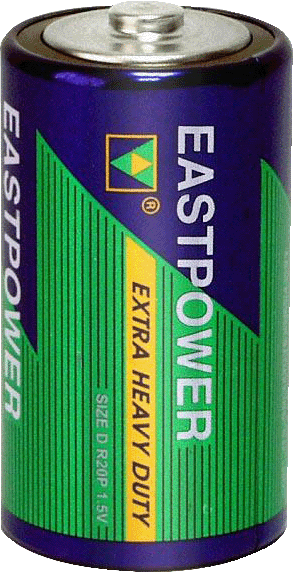 EASTPOWER
EASTPOWER
®
EXTRA HEAVY DUTY
SIZE D R20P 1.5V